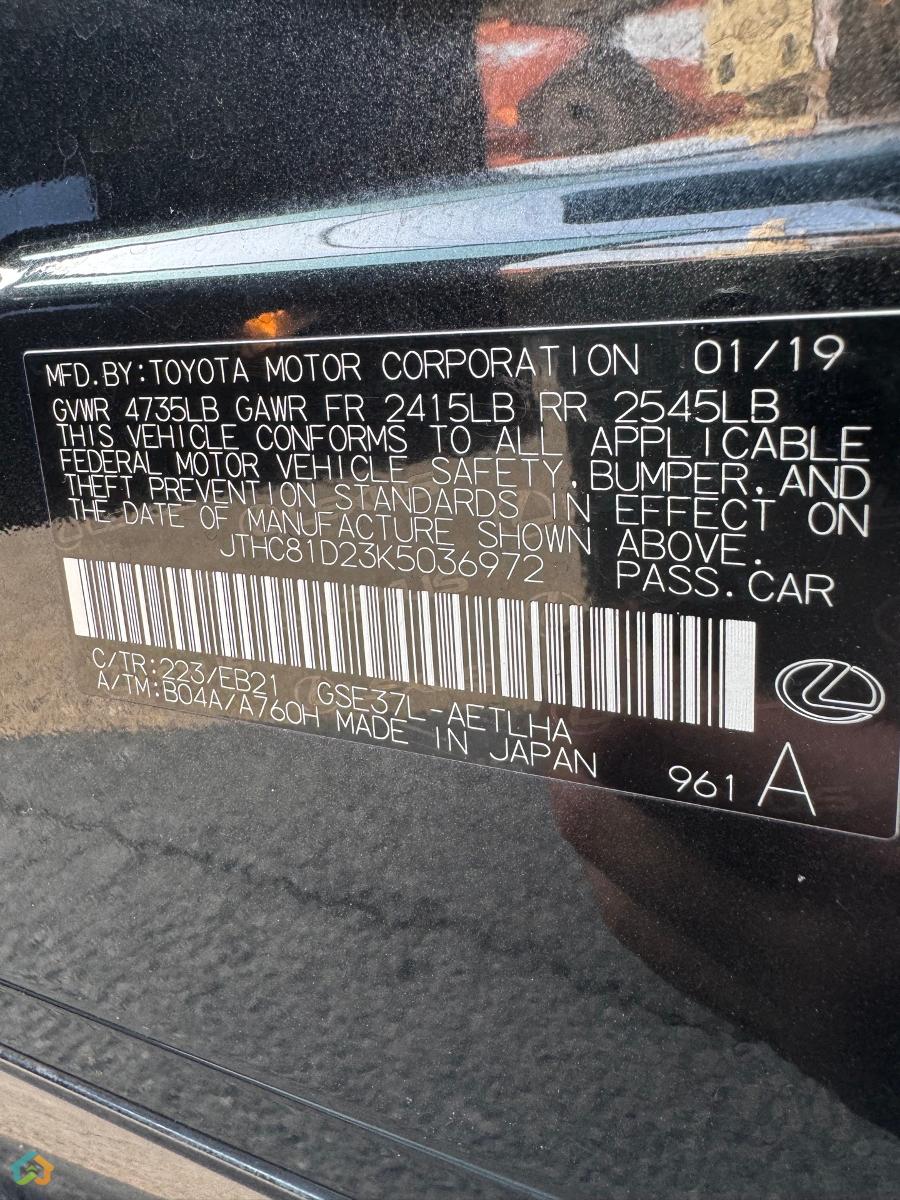 MFD.BY:TOYOTA MOTOR CORPORATION 01/19
GVWR 4735LB GAWR FR 2415LB RR 2545LB
THIS VEHICLE CONFORMS TO ALL APPLICABLE
FEDERAL MOTOR VEHICLE SAFETY,BUMPER,AND
THEFT PREVENTION STANDARDS IN EFFECT ON
THE DATE OF MANUFACTURE SHOWN ABOVE.
JTHC81D23K5036972 PASS.CAR
C/TR:223/EB21 GSE37L-AETLHA
A/TM:B04A/A760H MADE IN JAPAN
961 A